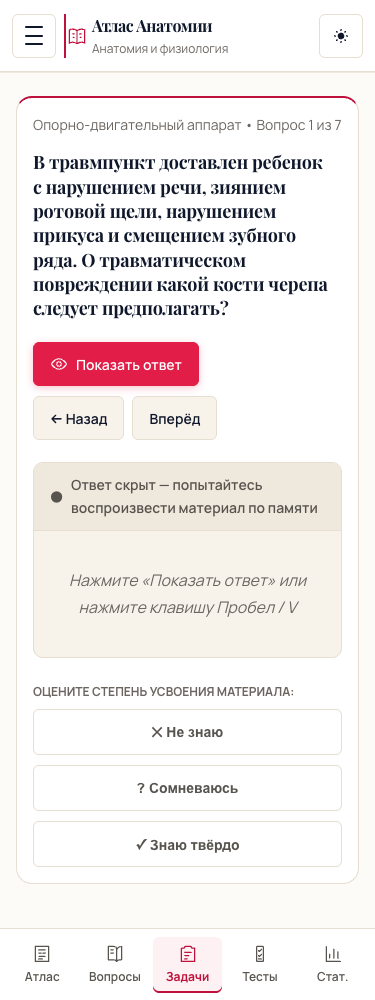 Атлас Анатомии
Анатомия и физиология
Опорно-двигательный аппарат • Вопрос 1 из 7
В травмпункт доставлен ребенок
с нарушением речи, зиянием
ротовой щели, нарушением
прикуса и смещением зубного
ряда. О травматическом
повреждении какой кости черепа
следует предполагать?
Показать ответ
← Назад
Вперёд
Ответ скрыт — попытайтесь
воспроизвести материал по памяти
Нажмите «Показать ответ» или
нажмите клавишу Пробел / V
ОЦЕНИТЕ СТЕПЕНЬ УСВОЕНИЯ МАТЕРИАЛА:
✕ Не знаю
? Сомневаюсь
✓ Знаю твёрдо
Атлас
Вопросы
Задачи
Тесты
Стат.